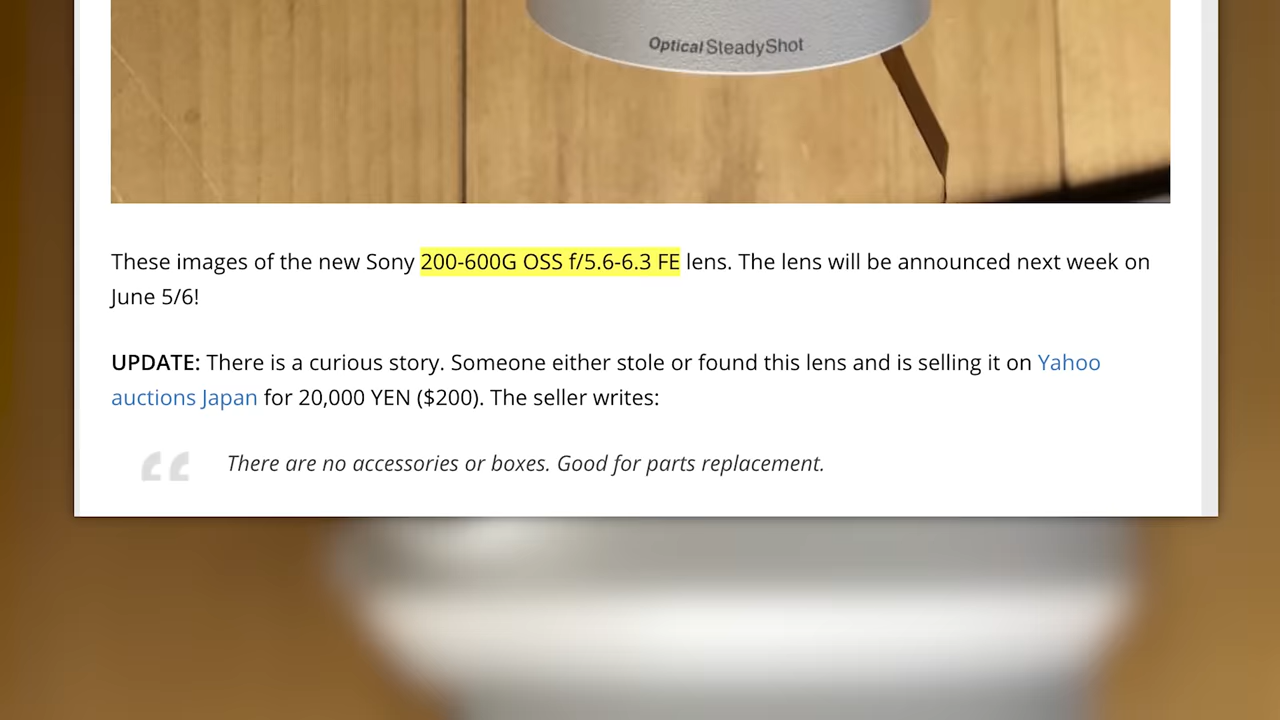 Optical SteadyShot
These images of the new Sony 200-600G OSS f/5.6-6.3 FE lens. The lens will be announced next week on
June 5/6!
UPDATE: There is a curious story. Someone either stole or found this lens and is selling it on Yahoo
auctions Japan for 20,000 YEN ($200). The seller writes:
There are no accessories or boxes. Good for parts replacement.